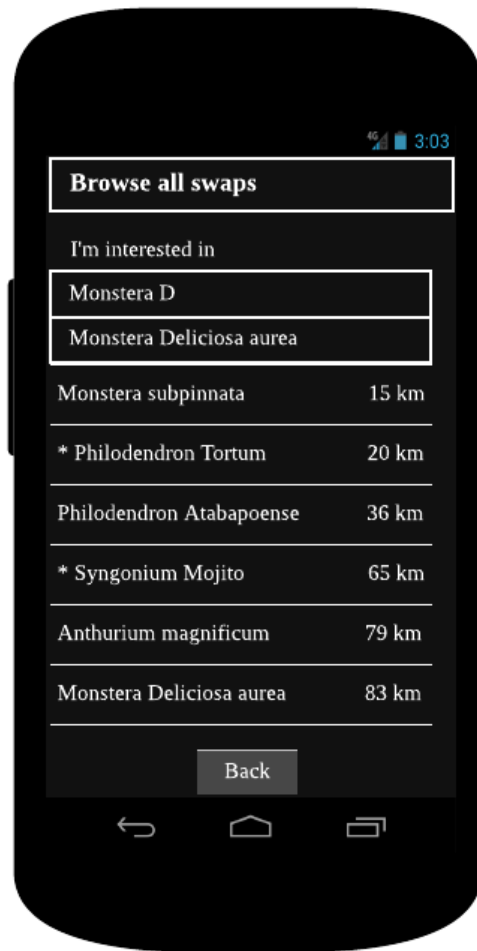 4G 3:03
Browse all swaps
I'm interested in
Monstera D
Monstera Deliciosa aurea
Monstera subpinnata 15 km
* Philodendron Tortum 20 km
Philodendron Atabapoense 36 km
* Syngonium Mojito 65 km
Anthurium magnificum 79 km
Monstera Deliciosa aurea 83 km
Back